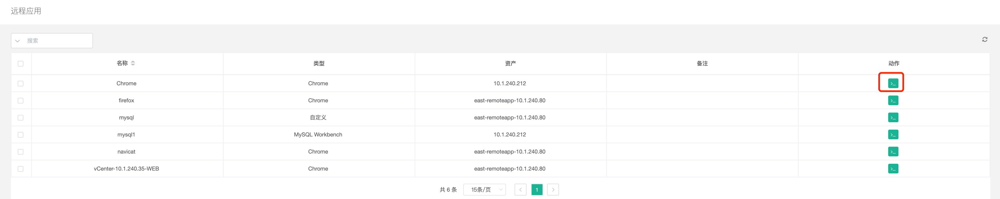 远程应用
搜索
名称 类型 资产 备注 动作
Chrome Chrome 10.1.240.212 >_
firefox Chrome east-remoteapp-10.1.240.80 >_
mysql 自定义 east-remoteapp-10.1.240.80 >_
mysql1 MySQL Workbench 10.1.240.212 >_
navicat Chrome east-remoteapp-10.1.240.80 >_
vCenter-10.1.240.35-WEB Chrome east-remoteapp-10.1.240.80 >_
共 6 条 15条/页 < 1 >